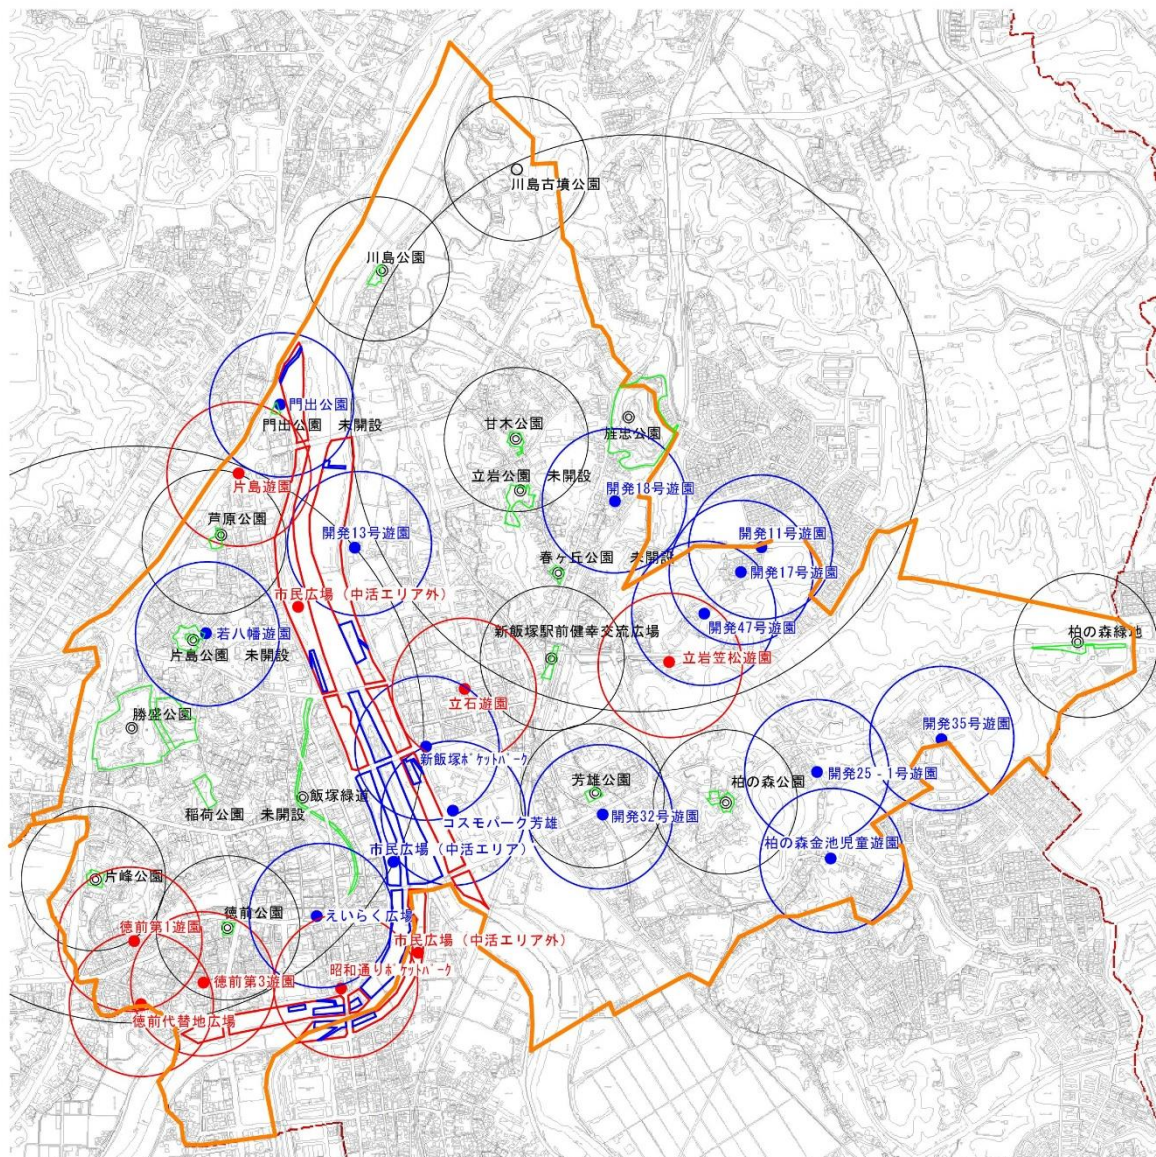 川島古墳公園
川島公園
門出公園
門出公園　未開設
甘木公園
旌忠公園
片島遊園
立岩公園　未開設
開発18号遊園
芦原公園
開発13号遊園
開発11号遊園
春ヶ丘公園　未開設
開発17号遊園
市民広場（中活エリア外）
若八幡遊園
開発47号遊園
片島公園　未開設
新飯塚駅前健幸交流広場
柏の森緑地
立岩笠松遊園
立石遊園
勝盛公園
開発35号遊園
新飯塚ﾎﾟｹｯﾄﾊﾟｰｸ
開発25‐1号遊園
芳雄公園
柏の森公園
飯塚緑道
稲荷公園　未開設
開発32号遊園
コスモパーク芳雄
市民広場（中活エリア）
柏の森金池児童遊園
片峰公園
徳前公園
えいらく広場
徳前第1遊園
市民広場（中活エリア外）
昭和通りﾎﾟｹｯﾄﾊﾟｰｸ
徳前第3遊園
徳前代替地広場